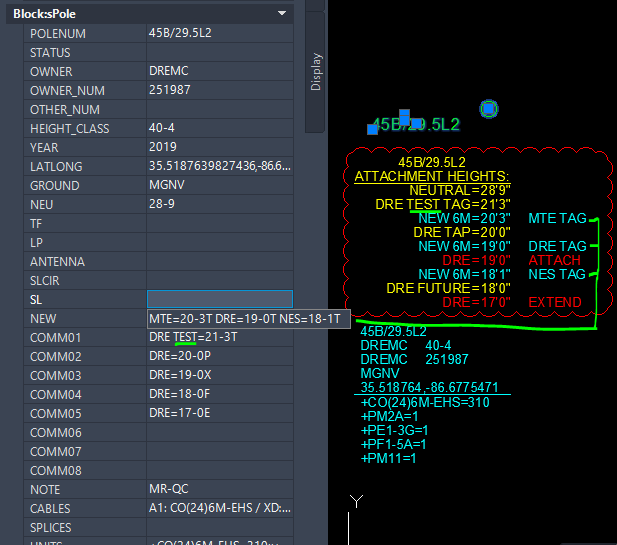 Block:sPole
POLENUM 45B/29.5L2
STATUS
OWNER DREMC
OWNER_NUM 251987
OTHER_NUM
HEIGHT_CLASS 40-4
YEAR 2019
LATLONG 35.5187639827436,-86.6...
GROUND MGNV
NEU 28-9
TF
LP
ANTENNA
SLCIR
SL
NEW MTE=20-3T DRE=19-0T NES=18-1T
COMM01 DRE TEST=21-3T
COMM02 DRE=20-0P
COMM03 DRE=19-0X
COMM04 DRE=18-0F
COMM05 DRE=17-0E
COMM06
COMM07
COMM08
NOTE MR-QC
CABLES A1: CO(24)6M-EHS / XD:...
SPLICES
Display
45B/29.5L2
45B/29.5L2
ATTACHMENT HEIGHTS:
NEUTRAL=28'9"
DRE TEST TAG=21'3"
NEW 6M=20'3" MTE TAG
DRE TAP=20'0"
NEW 6M=19'0" DRE TAG
DRE=19'0" ATTACH
NEW 6M=18'1" NES TAG
DRE FUTURE=18'0"
DRE=17'0" EXTEND
45B/29.5L2
DREMC 40-4
DREMC 251987
MGNV
35.518764,-86.6775471
+CO(24)6M-EHS=310
+PM2A=1
+PE1-3G=1
+PF1-5A=1
+PM11=1
Y